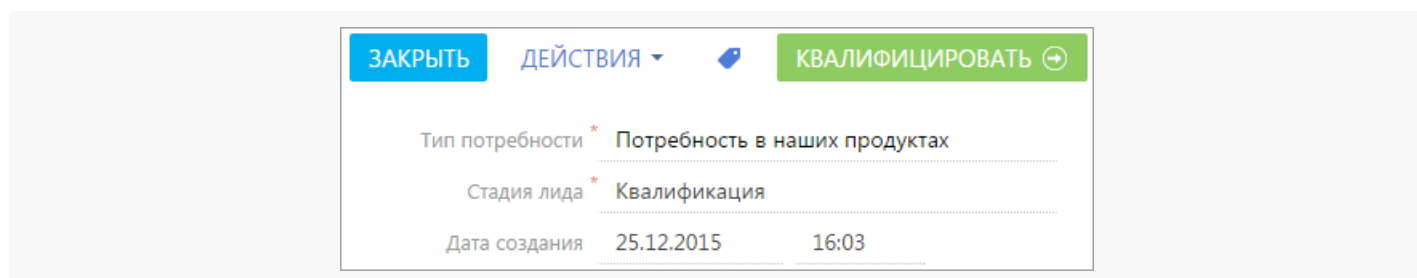 ЗАКРЫТЬ ДЕЙСТВИЯ КВАЛИФИЦИРОВАТЬ
Тип потребности * Потребность в наших продуктах
Стадия лида * Квалификация
Дата создания 25.12.2015 16:03